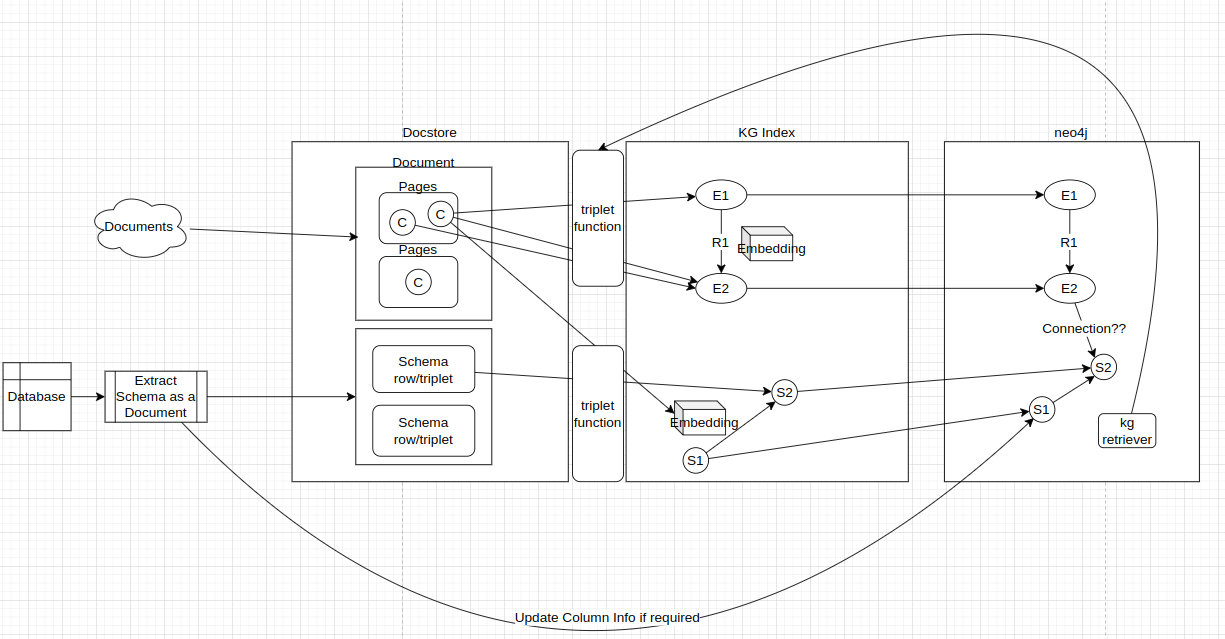 Docstore
KG Index
neo4j
Document
Pages
C
C
Pages
C
Documents
triplet
function
E1
R1
Embedding
E2
E1
R1
E2
Connection??
S2
S1
kg
retriever
Database
Extract
Schema as a
Document
Schema
row/triplet
Schema
row/triplet
triplet
function
S2
Embedding
S1
Update Column Info if required